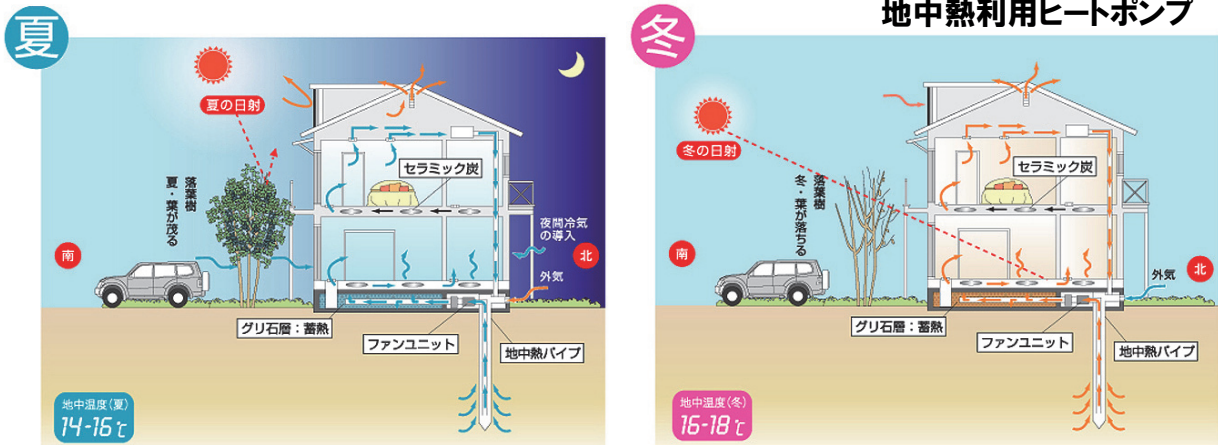 地中熱利用ヒートポンプ
夏
夏の日射
セラミック炭
落葉樹
夏・葉が茂る
夜間冷気
の導入
南
北
外気
グリ石層：蓄熱
ファンユニット
地中熱パイプ
地中温度(夏)
14-16℃
冬
冬の日射
セラミック炭
落葉樹
冬・葉が落ちる
南
北
外気
グリ石層：蓄熱
ファンユニット
地中熱パイプ
地中温度(冬)
16-18℃